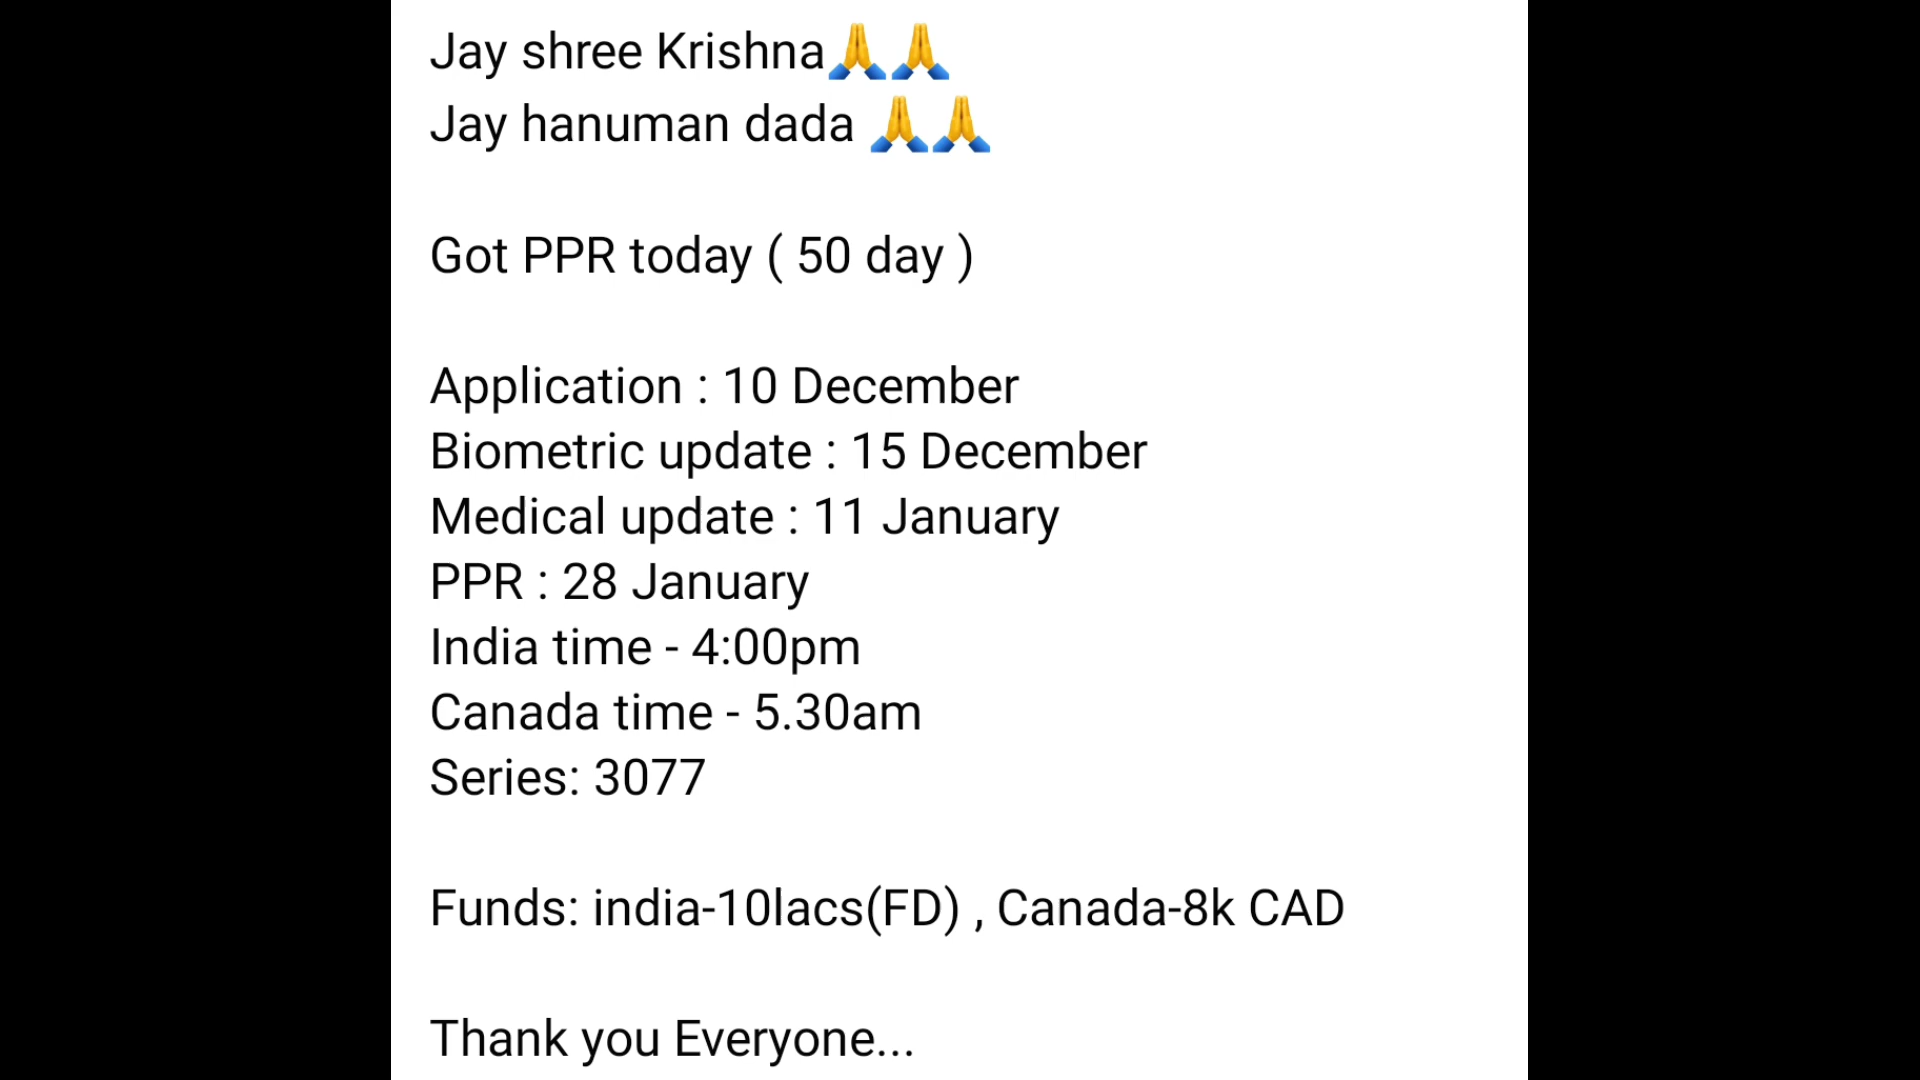 Jay shree Krishna🙏🙏
Jay hanuman dada 🙏🙏
Got PPR today ( 50 day )
Application : 10 December
Biometric update : 15 December
Medical update : 11 January
PPR : 28 January
India time - 4:00pm
Canada time - 5.30am
Series: 3077
Funds: india-10lacs(FD) , Canada-8k CAD
Thank you Everyone...